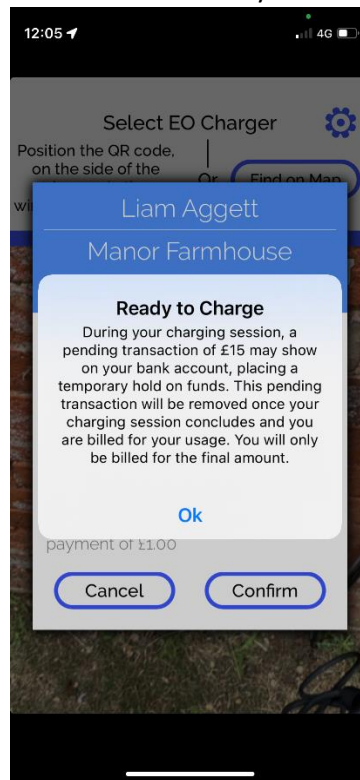 12:05
4G
Select EO Charger
Position the QR code,
on the side of the
Or
Find on Map
Liam Aggett
Manor Farmhouse
Ready to Charge
During your charging session, a
pending transaction of £15 may show
on your bank account, placing a
temporary hold on funds. This pending
transaction will be removed once your
charging session concludes and you
are billed for your usage. You will only
be billed for the final amount.
Ok
payment of £1.00
Cancel
Confirm